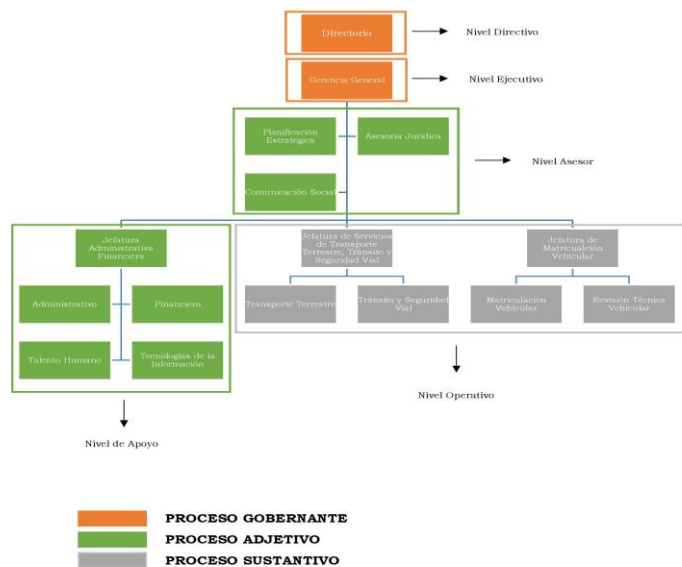 Directorio
Nivel Directivo
Gerencia General
Nivel Ejecutivo
Planificación
Estratégica
Asesoria Juridica
Comunicación Social
Nivel Asesor
Jefatura
Administrativa
Financiera
Jefatura de Servicios
de Transporte
Terrestre, Tránsito y
Seguridad Vial
Jefatura de
Matriculación
Vehicular
Administrativo
Financiero
Transporte Terrestre
Tránsito y Seguridad
Vial
Matriculación
Vehicular
Revisión Técnica
Vehicular
Talento Humano
Tecnologías de la
Información
Nivel Operativo
Nivel de Apoyo
PROCESO GOBERNANTE
PROCESO ADJETIVO
PROCESO SUSTANTIVO